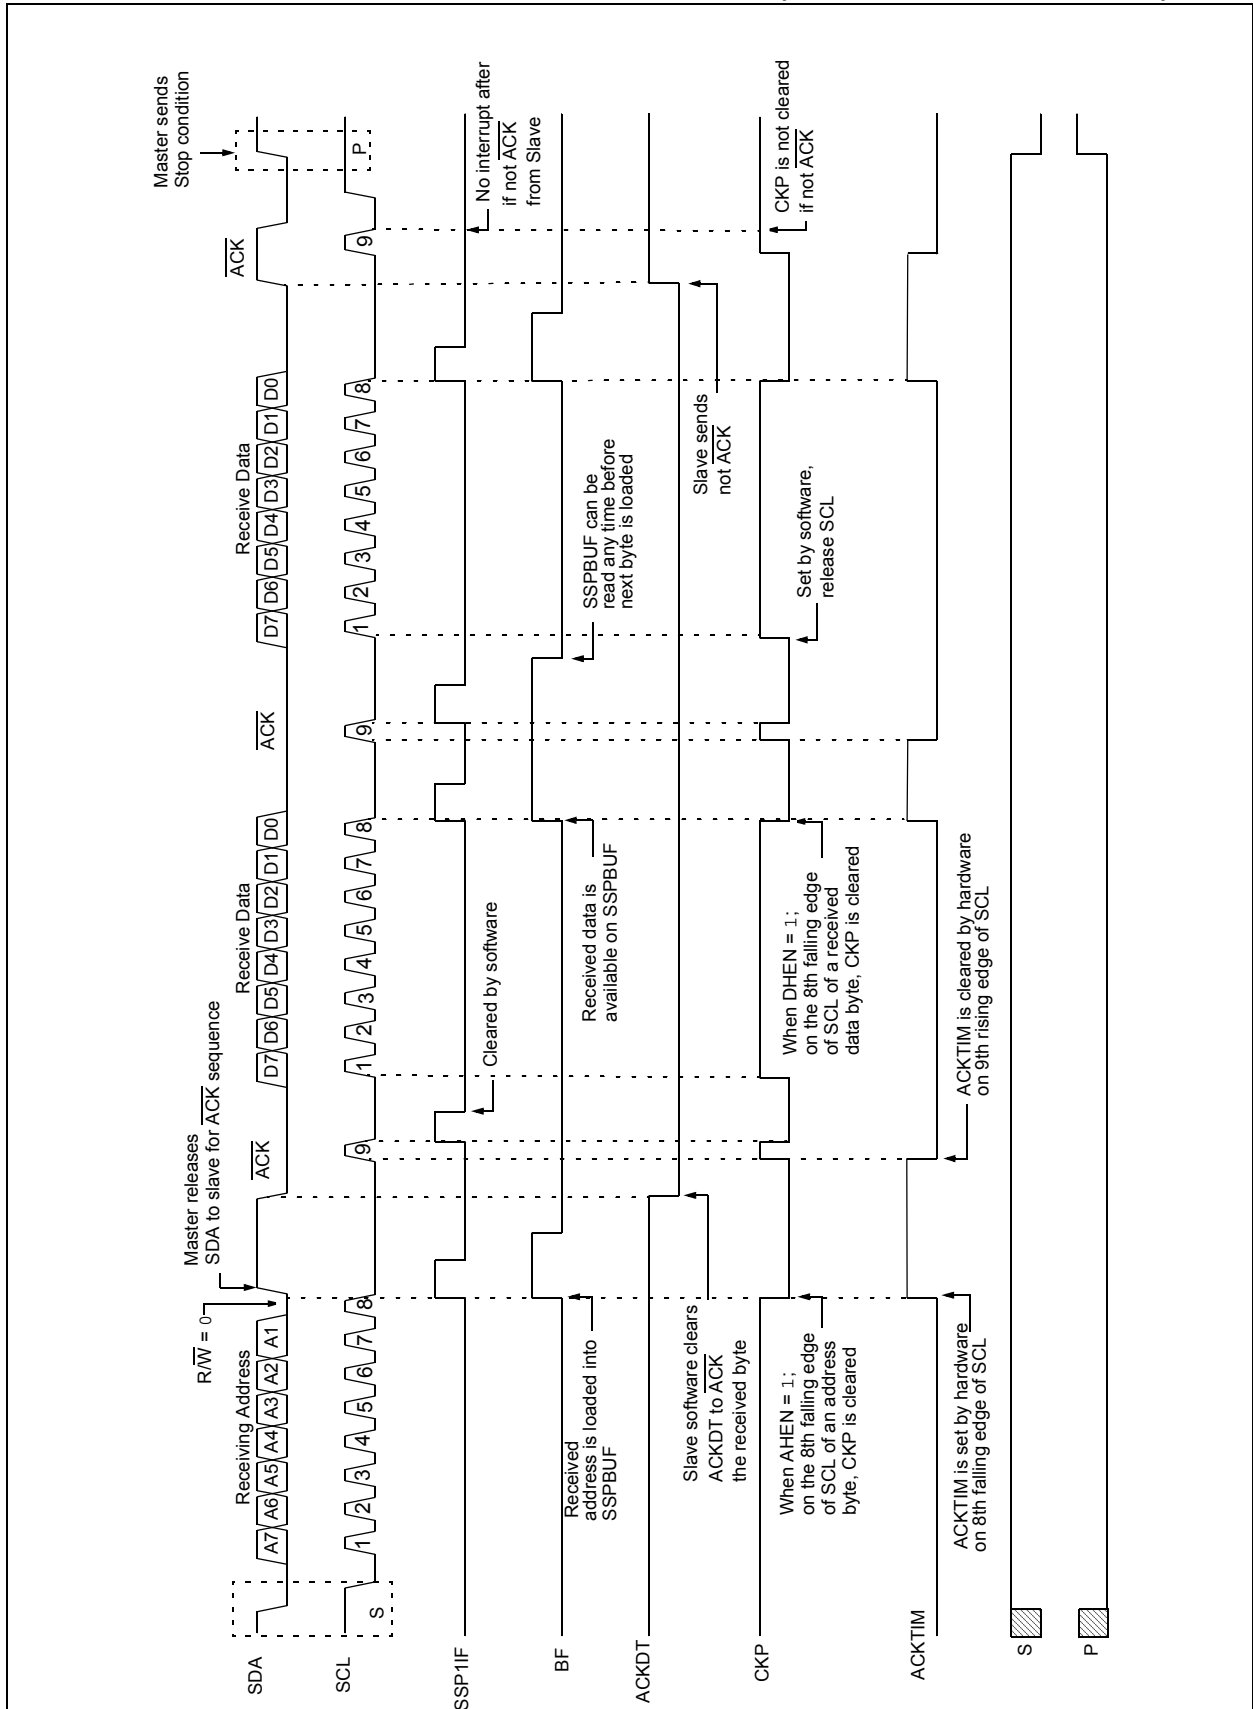 Master sends
Stop condition
Master releases
SDA to slave for ACK sequence
R/W = 0
Receiving Address
ACK
Receive Data
ACK
Receive Data
ACK
SDA
A7 A6 A5 A4 A3 A2 A1
D7 D6 D5 D4 D3 D2 D1 D0
D7 D6 D5 D4 D3 D2 D1 D0
SCL
S
1 2 3 4 5 6 7 8
9
1 2 3 4 5 6 7 8
9
1 2 3 4 5 6 7 8
9
P
SSP1IF
Cleared by software
No interrupt after
if not ACK
from Slave
BF
Received
address is loaded into
SSPBUF
Received data is
available on SSPBUF
SSPBUF can be
read any time before
next byte is loaded
ACKDT
Slave software clears
ACKDT to ACK
the received byte
Slave sends
not ACK
CKP
When AHEN = 1;
on the 8th falling edge
of SCL of an address
byte, CKP is cleared
When DHEN = 1;
on the 8th falling edge
of SCL of a received
data byte, CKP is cleared
Set by software,
release SCL
CKP is not cleared
if not ACK
ACKTIM
ACKTIM is set by hardware
on 8th falling edge of SCL
ACKTIM is cleared by hardware
on 9th rising edge of SCL
S
P